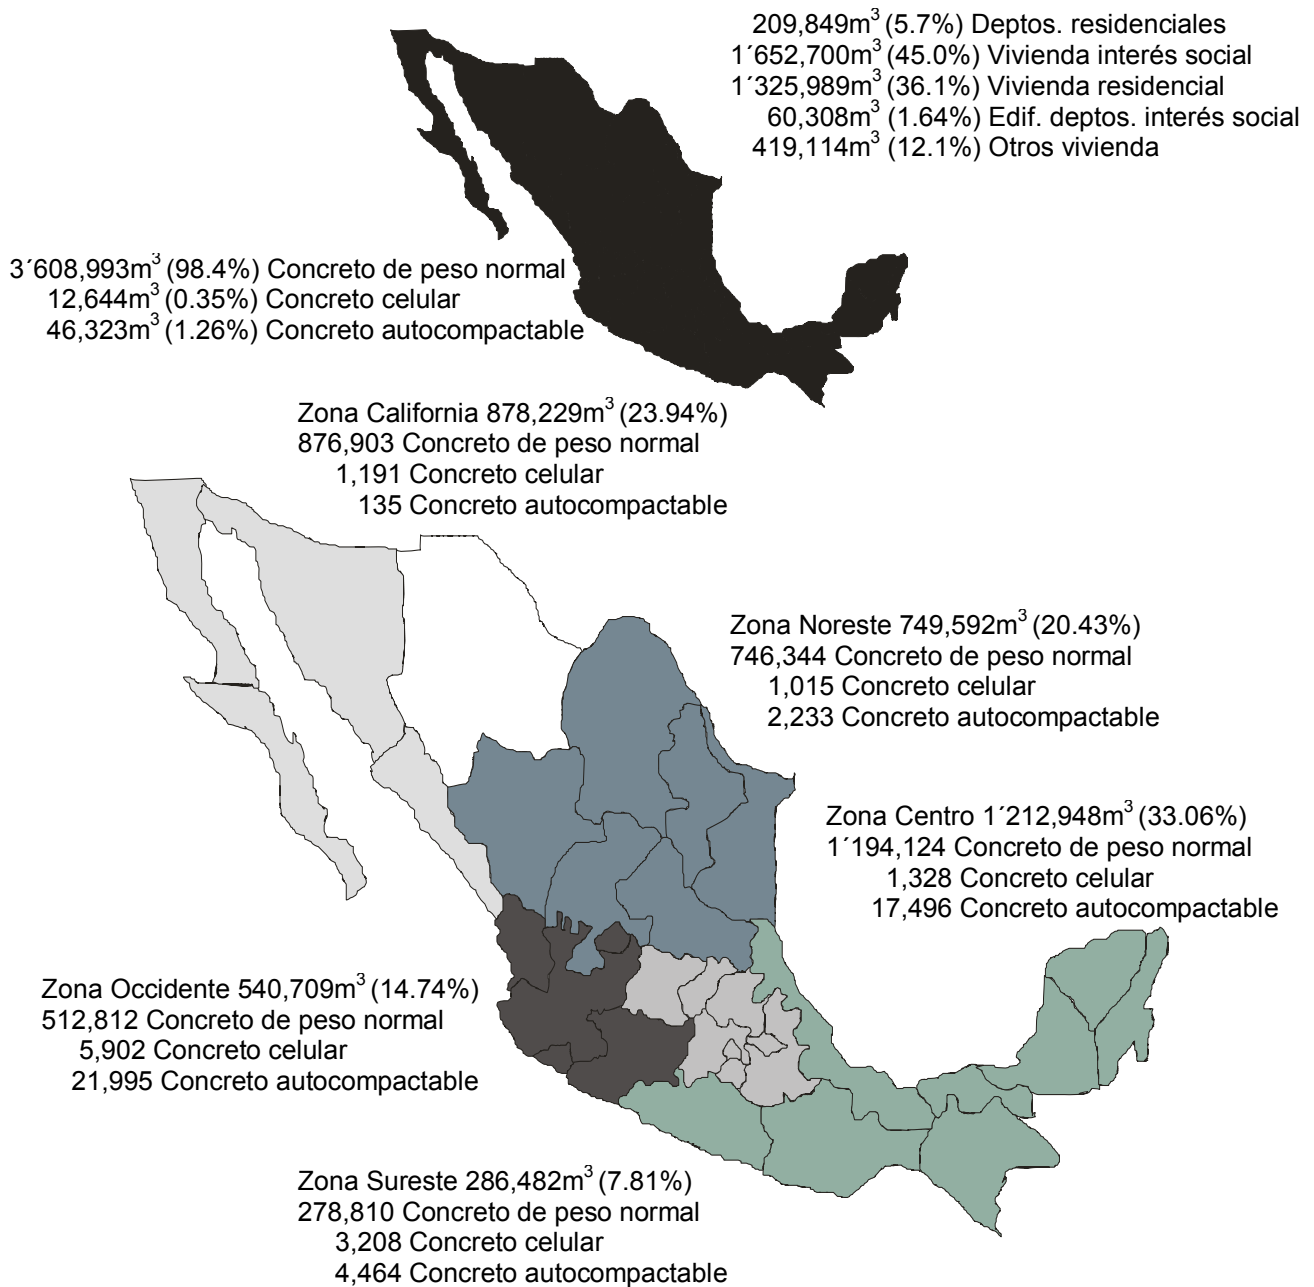 209,849m³ (5.7%) Deptos. residenciales
1´652,700m³ (45.0%) Vivienda interés social
1´325,989m³ (36.1%) Vivienda residencial
60,308m³ (1.64%) Edif. deptos. interés social
419,114m³ (12.1%) Otros vivienda
3´608,993m³ (98.4%) Concreto de peso normal
12,644m³ (0.35%) Concreto celular
46,323m³ (1.26%) Concreto autocompactable
Zona California 878,229m³ (23.94%)
876,903 Concreto de peso normal
1,191 Concreto celular
135 Concreto autocompactable
Zona Noreste 749,592m³ (20.43%)
746,344 Concreto de peso normal
1,015 Concreto celular
2,233 Concreto autocompactable
Zona Centro 1´212,948m³ (33.06%)
1´194,124 Concreto de peso normal
1,328 Concreto celular
17,496 Concreto autocompactable
Zona Occidente 540,709m³ (14.74%)
512,812 Concreto de peso normal
5,902 Concreto celular
21,995 Concreto autocompactable
Zona Sureste 286,482m³ (7.81%)
278,810 Concreto de peso normal
3,208 Concreto celular
4,464 Concreto autocompactable